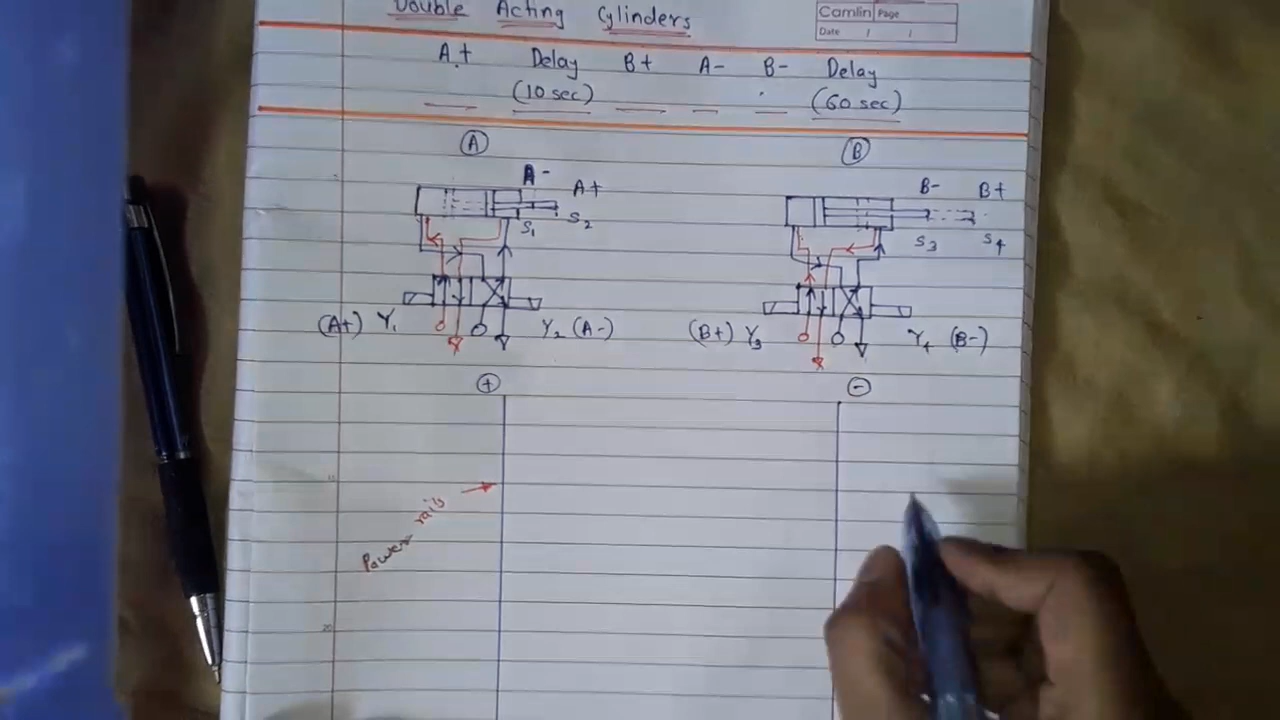 Double Acting Cylinders
Camlin Page
Date / /
A+ Delay B+ A- B- Delay
(10 sec) (60 sec)
A B
A- A+ B- B+
S1 S2 S3 S4
(A+) Y1 Y2 (A-) (B+) Y3 Y4 (B-)
+ -
Power rails
20